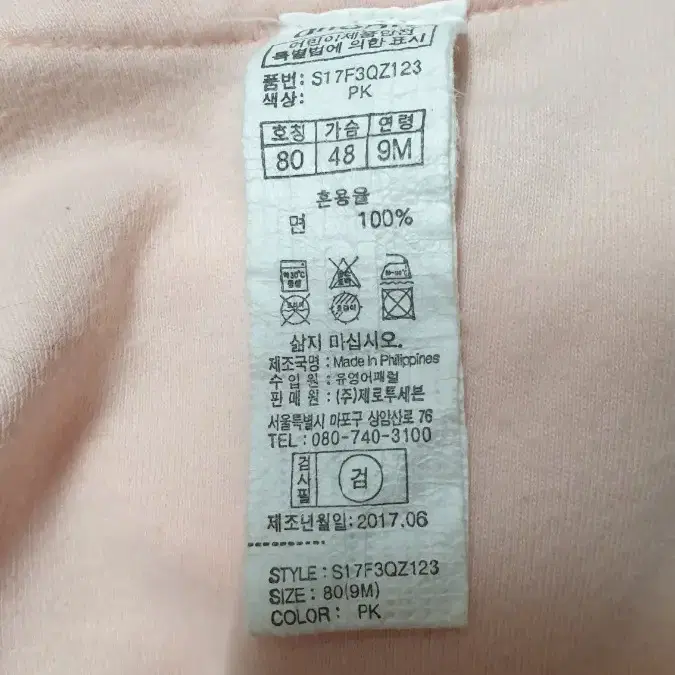 어린이제품안전
특별법에 의한 표시
품번: S17F3QZ123
색상: PK
호칭 가슴 연령
80 48 9M
혼용율
면 100%
삶지 마십시오.
제조국명 : Made In Philippines
수 입 원 : 유영어패럴
판 매 원 : (주)제로투세븐
서울특별시 마포구 상암산로 76
TEL : 080-740-3100
검사필 검
제조년월일: 2017.06
STYLE : S17F3QZ123
SIZE : 80(9M)
COLOR : PK